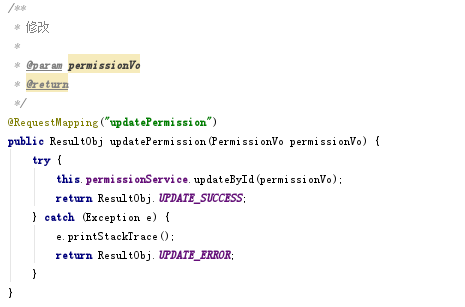 /**
 * 修改
 *
 * @param permissionVo
 * @return
 */
@RequestMapping("updatePermission")
public ResultObj updatePermission(PermissionVo permissionVo) {
    try {
        this.permissionService.updateById(permissionVo);
        return ResultObj.UPDATE_SUCCESS;
    } catch (Exception e) {
        e.printStackTrace();
        return ResultObj.UPDATE_ERROR;
    }
}